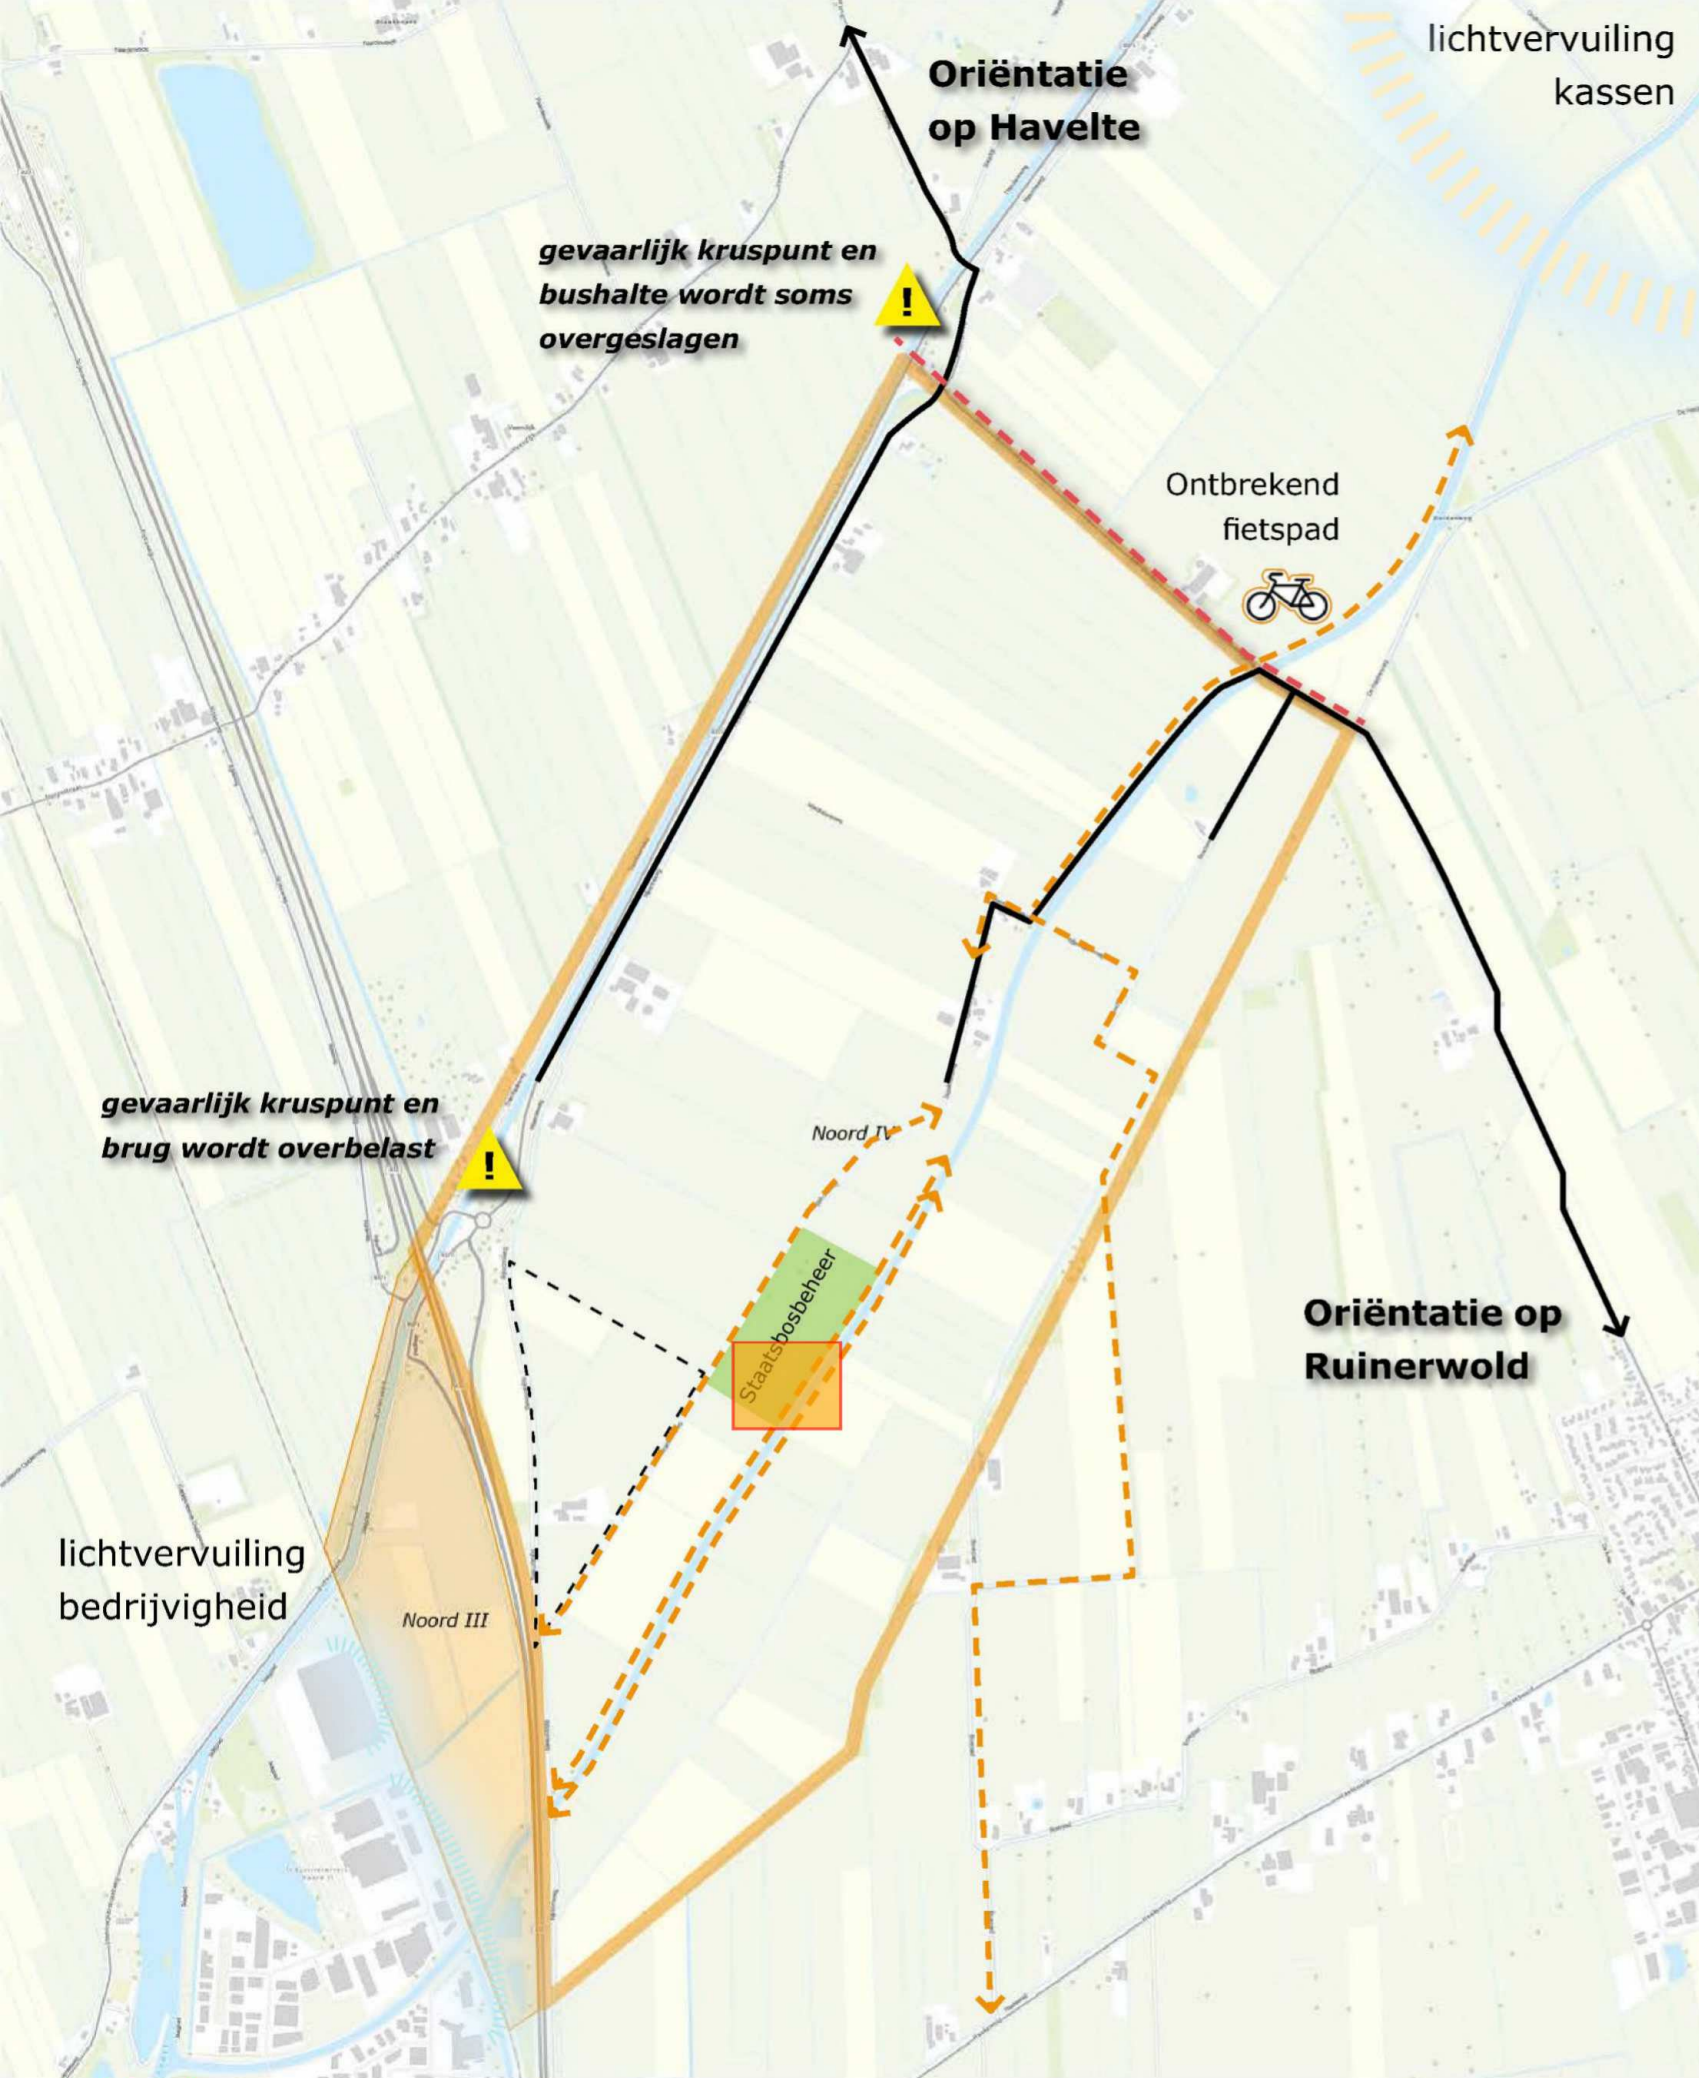 lichtvervuiling
kassen
Oriëntatie
op Havelte
gevaarlijk kruspunt en
bushalte wordt soms
overgeslagen
!
Ontbrekend
fietspad
gevaarlijk kruspunt en
brug wordt overbelast
!
Noord IV
Staatsbosbeheer
Oriëntatie op
Ruinerwold
lichtvervuiling
bedrijvigheid
Noord III